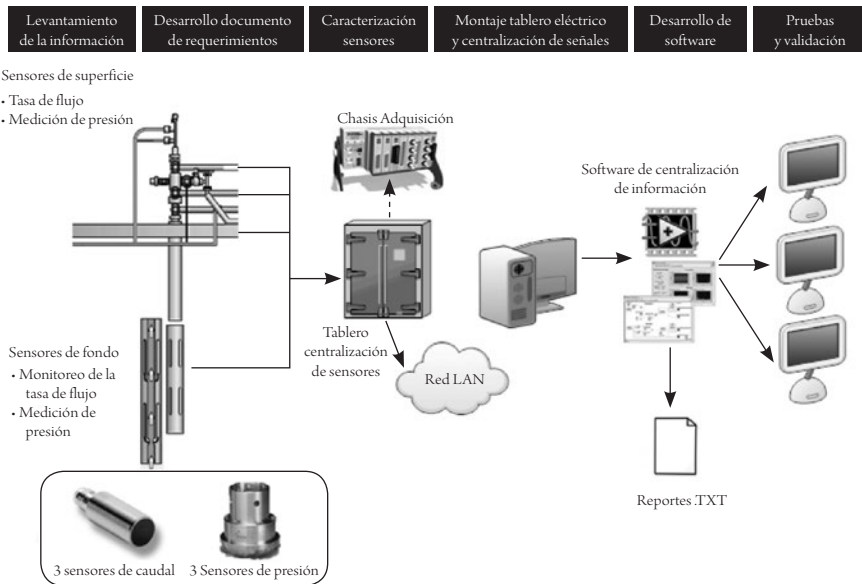 Levantamiento
de la información
Desarrollo documento
de requerimientos
Caracterización
sensores
Montaje tablero eléctrico
y centralización de señales
Desarrollo de
software
Pruebas
y validación
Sensores de superficie
• Tasa de flujo
• Medición de presión
Chasis Adquisición
Software de centralización
de información
Tablero
centralización
de sensores
Red LAN
Sensores de fondo
• Monitoreo de la
tasa de flujo
• Medición de
presión
Reportes .TXT
3 sensores de caudal
3 Sensores de presión